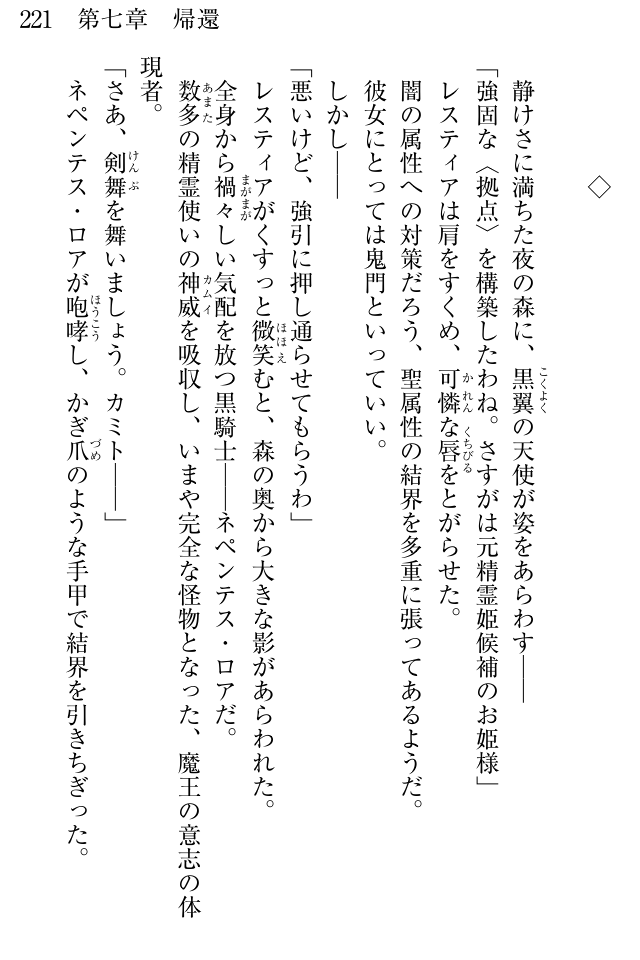 221　第七章　帰還
◇
静けさに満ちた夜の森に、黒翼の天使が姿をあらわす――
「強固な〈拠点〉を構築したわね。さすがは元精霊姫候補のお姫様」
レスティアは肩をすくめ、可憐な唇をとがらせた。
闇の属性への対策だろう、聖属性の結界を多重に張ってあるようだ。
彼女にとっては鬼門といっていい。
しかし――
「悪いけど、強引に押し通らせてもらうわ」
レスティアがくすっと微笑むと、森の奥から大きな影があらわれた。
全身から禍々しい気配を放つ黒騎士――ネペンテス・ロアだ。
数多の精霊使いの神威を吸収し、いまや完全な怪物となった、魔王の意志の体
現者。
「さあ、剣舞を舞いましょう。カミト――」
ネペンテス・ロアが咆哮し、かぎ爪のような手甲で結界を引きちぎった。